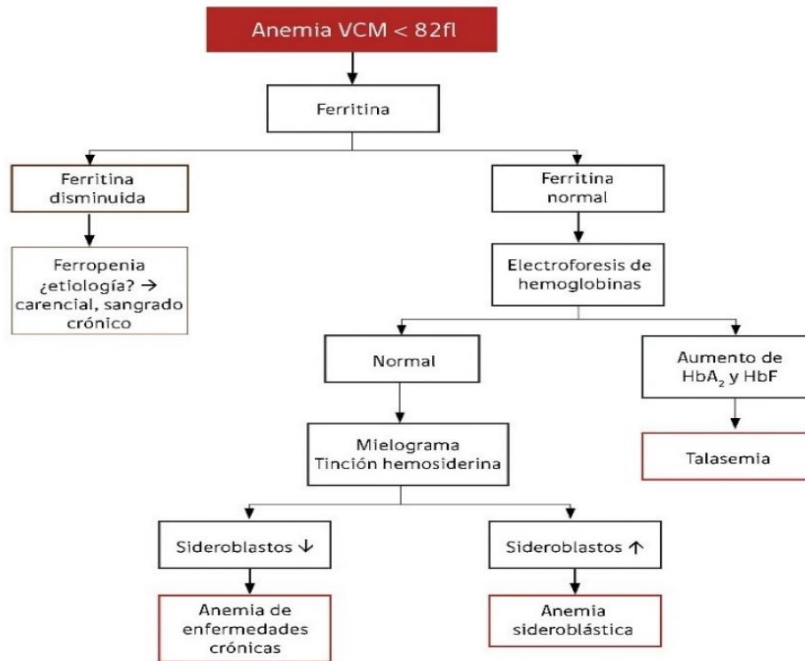 Anemia VCM < 82fl
Ferritina
Ferritina
disminuida
Ferritina
normal
Ferropenia
¿etiología? →
carencial, sangrado
crónico
Electroforesis de
hemoglobinas
Normal
Aumento de
HbA₂ y HbF
Mielograma
Tinción hemosiderina
Talasemia
Sideroblastos ↓
Sideroblastos ↑
Anemia de
enfermedades
crónicas
Anemia
sideroblástica